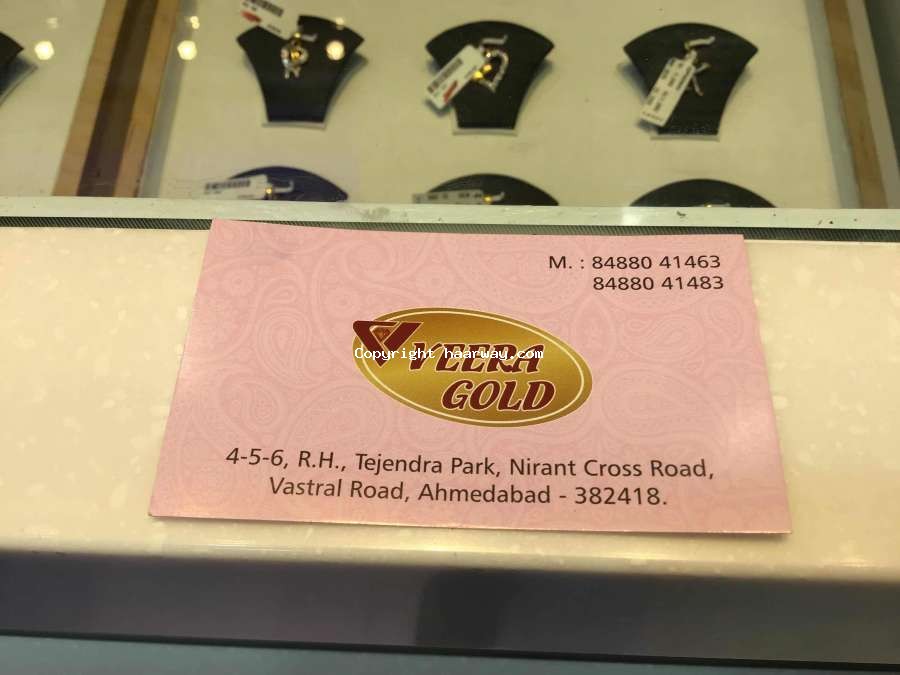 M. : 84880 41463
84880 41483
VEERA
GOLD
Copyright haarway.com
4-5-6, R.H., Tejendra Park, Nirant Cross Road,
Vastral Road, Ahmedabad - 382418.